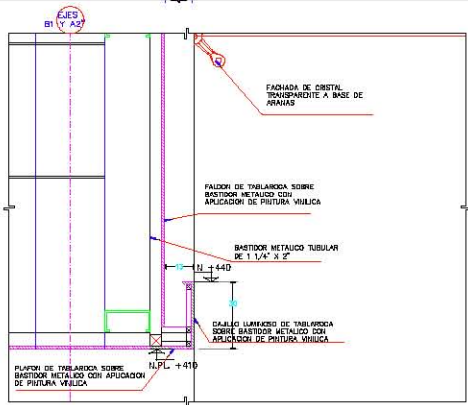 EJES
B1 Y A2'
FACHADA DE CRISTAL
TRANSPARENTE A BASE DE
ARANAS
FALDON DE TABLAROCA SOBRE
BASTIDOR METALICO CON
APLICACION DE PINTURA VINILICA
BASTIDOR METALICO TUBULAR
DE 1 1/4" X 2"
N +440
CAJILLO LUMINOSO DE TABLAROCA
SOBRE BASTIDOR METALICO CON
APLICACION DE PINTURA VINILICA
N.PL. +410
PLAFON DE TABLAROCA SOBRE
BASTIDOR METALICO CON APLICACION
DE PINTURA VINILICA